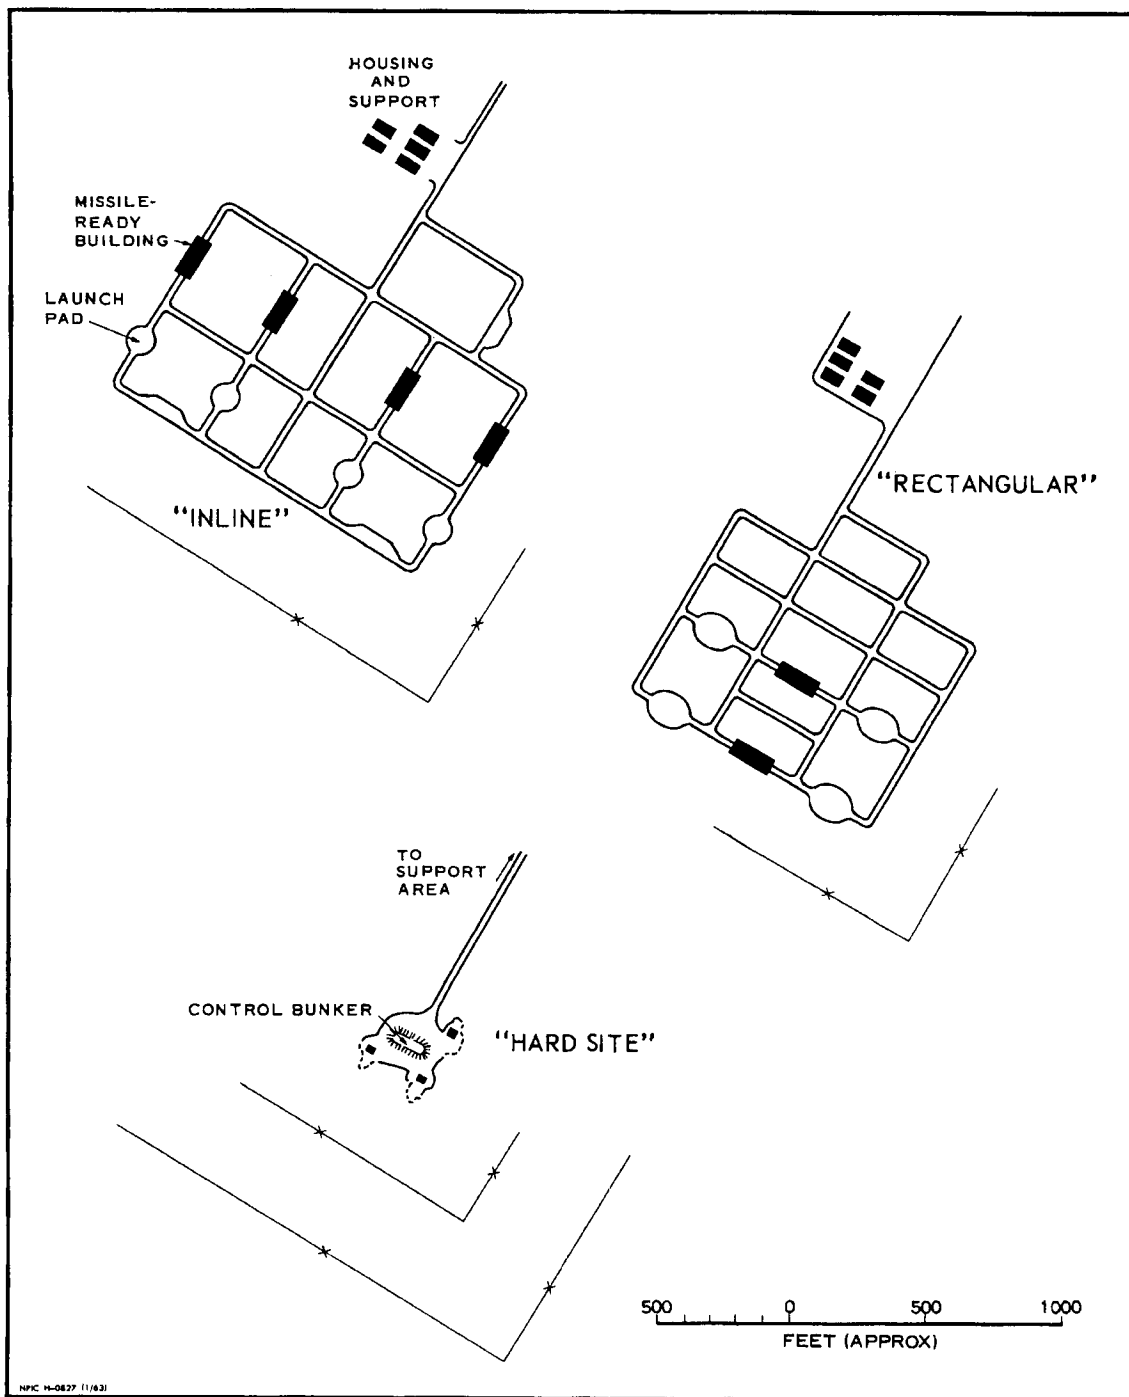 HOUSING
AND
SUPPORT
MISSILE-
READY
BUILDING
LAUNCH
PAD
"INLINE"
"RECTANGULAR"
TO
SUPPORT
AREA
CONTROL BUNKER
"HARD SITE"
500 0 500 1000
FEET (APPROX)
NPIC H-0827 (1/63)